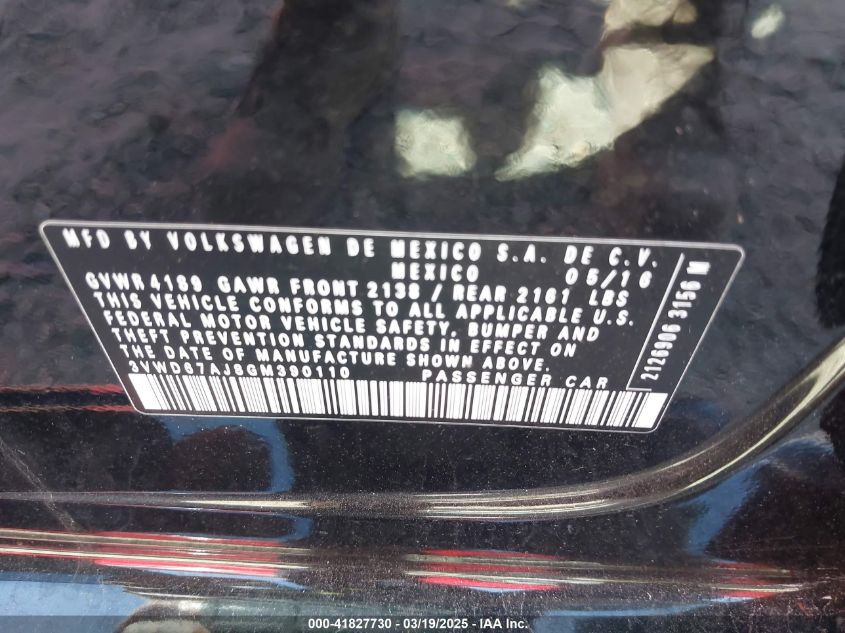 MFD BY VOLKSWAGEN DE MEXICO S.A. DE C.V.
MEXICO 05/16
GVWR 4189 GAWR FRONT 2138 / REAR 2161 LBS
THIS VEHICLE CONFORMS TO ALL APPLICABLE U.S.
FEDERAL MOTOR VEHICLE SAFETY, BUMPER AND
THEFT PREVENTION STANDARDS IN EFFECT ON
THE DATE OF MANUFACTURE SHOWN ABOVE.
3VWD67AJ8GM390110 PASSENGER CAR
2126906 3156 M
000-41827730 - 03/19/2025 - IAA Inc.